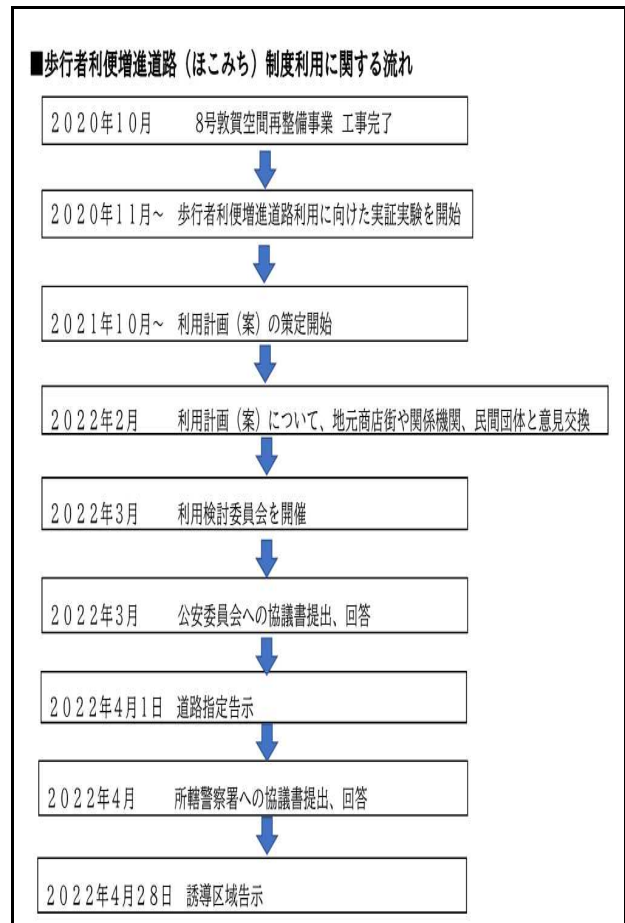 ■歩行者利便増進道路（ほこみち）制度利用に関する流れ
２０２０年１０月　8号敦賀空間再整備事業 工事完了
２０２０年１１月～　歩行者利便増進道路利用に向けた実証実験を開始
２０２１年１０月～　利用計画（案）の策定開始
２０２２年２月　利用計画（案）について、地元商店街や関係機関、民間団体と意見交換
２０２２年３月　利用検討委員会を開催
２０２２年３月　公安委員会への協議書提出、回答
２０２２年４月１日　道路指定告示
２０２２年４月　所轄警察署への協議書提出、回答
２０２２年４月２８日　誘導区域告示